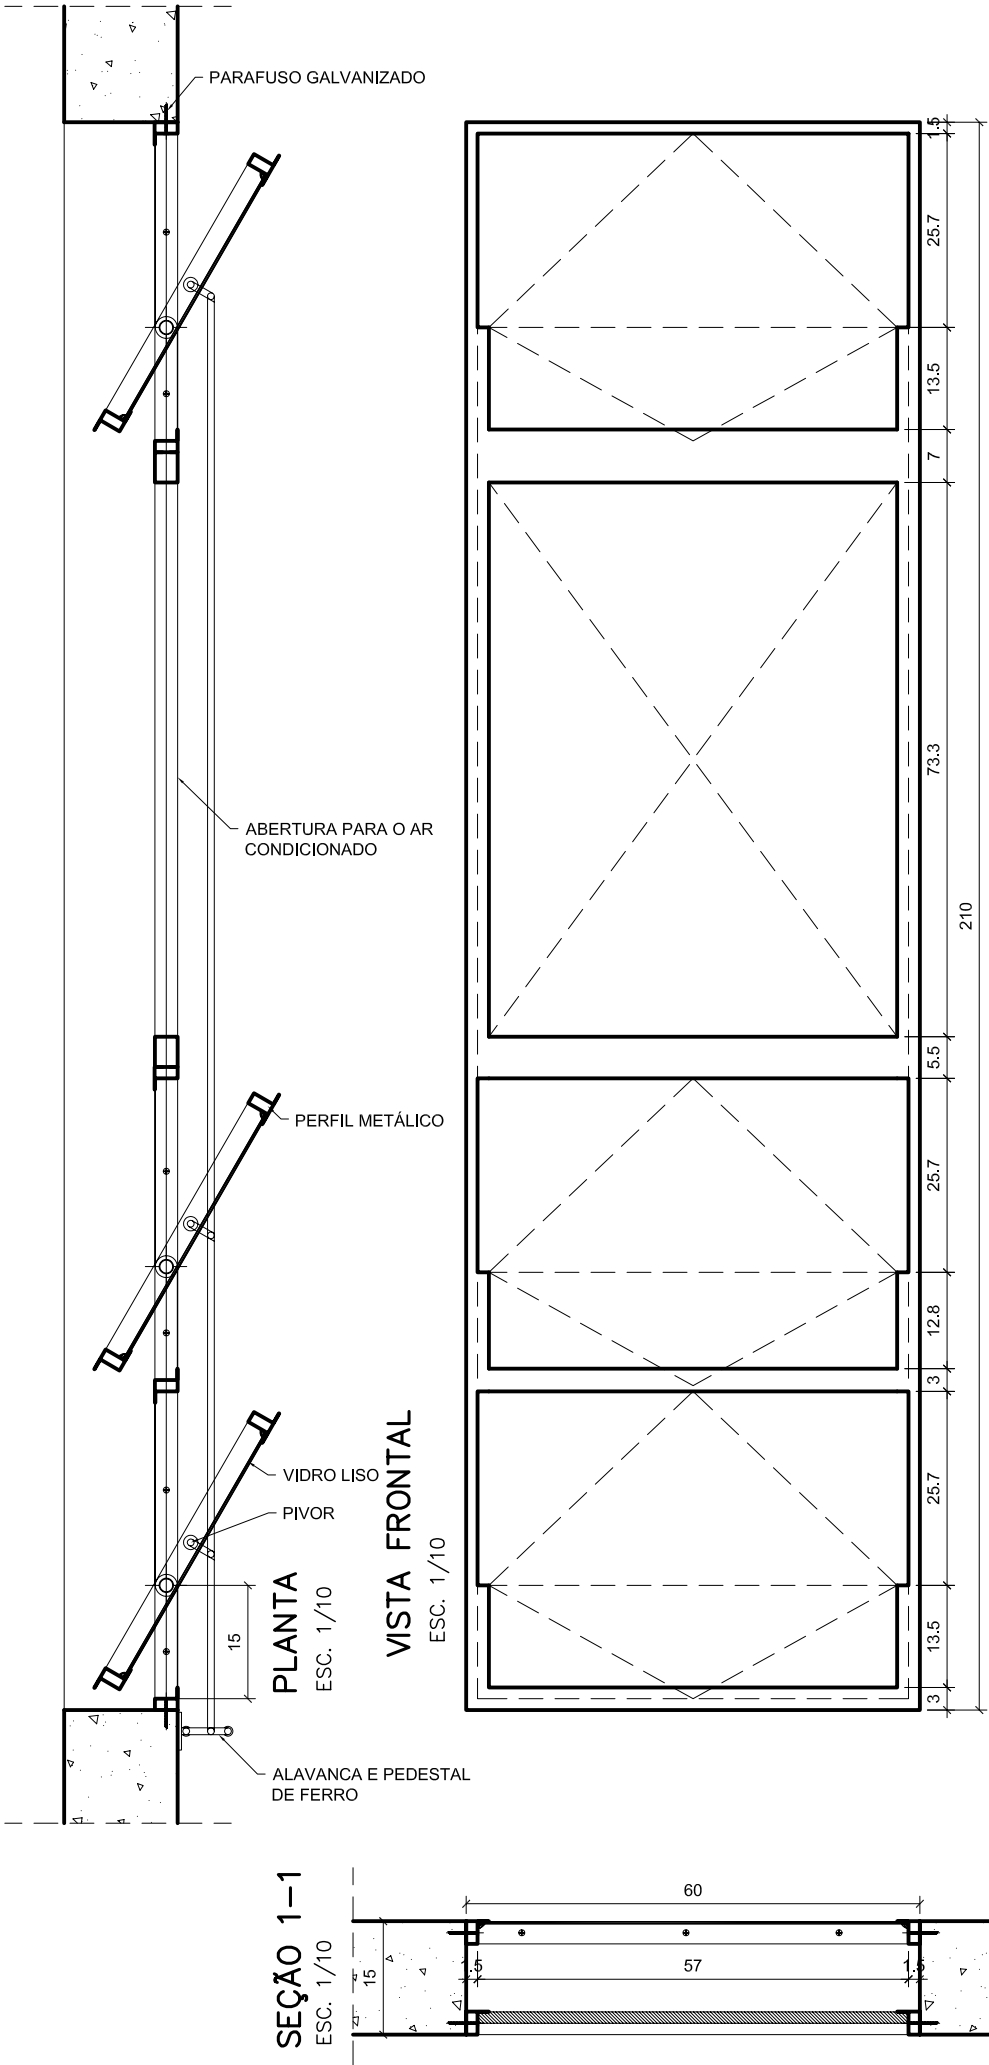 PARAFUSO GALVANIZADO
1.5
25.7
13.5
7
73.3
ABERTURA PARA O AR
CONDICIONADO
210
5.5
PERFIL METÁLICO
25.7
12.8
3
VIDRO LISO
PIVOR
25.7
15
PLANTA
ESC. 1/10
VISTA FRONTAL
ESC. 1/10
13.5
3
ALAVANCA E PEDESTAL
DE FERRO
SEÇÃO 1-1
ESC. 1/10
60
15
1.5
57
1.5